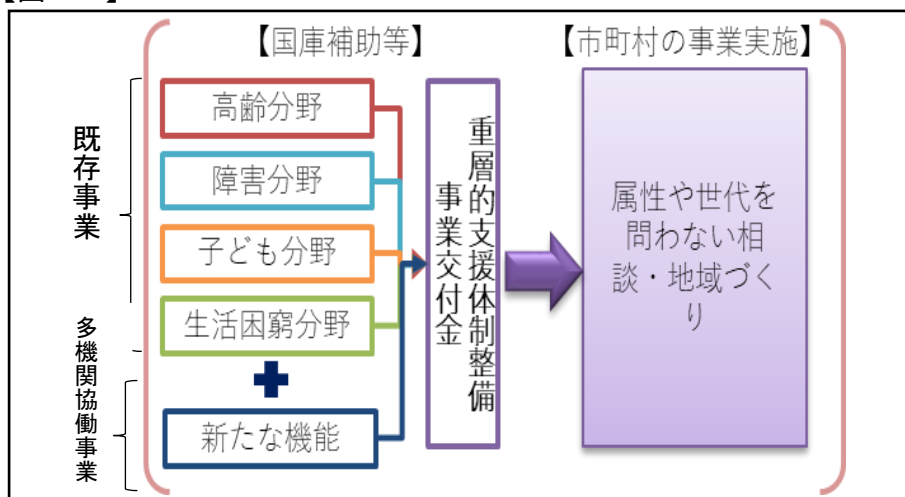 【国庫補助等】
【市町村の事業実施】
既存事業
高齢分野
障害分野
子ども分野
生活困窮分野
多機関協働事業
新たな機能
重層的支援体制整備
事業交付金
属性や世代を
問わない相
談・地域づく
り